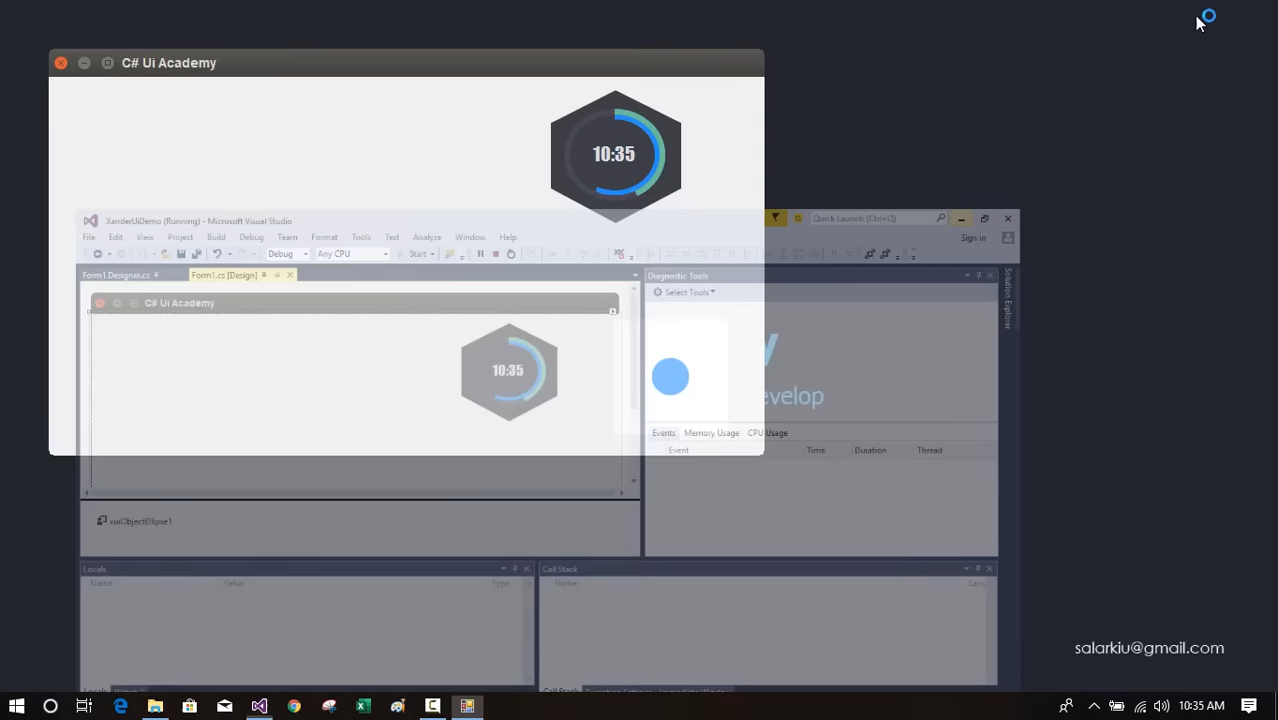 C# Ui Academy
10:35
XanderUiDemo (Running) - Microsoft Visual Studio
Quick Launch (Ctrl+Q)
File Edit View Project Build Debug Team Format Tools Test Analyze Window Help
Sign in
Debug Any CPU Start
Form1.Designer.cs Form1.cs [Design]
Diagnostic Tools
Solution Explorer
Select Tools
C# Ui Academy
10:35
y
evelop
Events Memory Usage CPU Usage
Event Time Duration Thread
xuiObjectEllipse1
Locals
Call Stack
Name Value Type
Name
salarkiu@gmail.com
10:35 AM